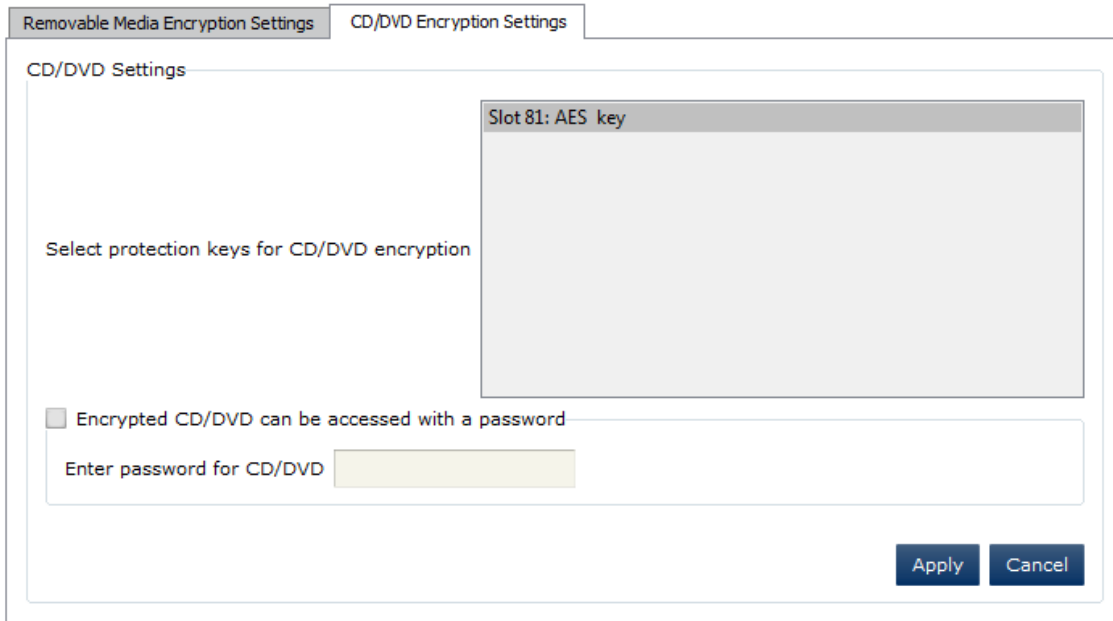 Removable Media Encryption Settings
CD/DVD Encryption Settings
CD/DVD Settings
Slot 81: AES  key
Select protection keys for CD/DVD encryption
Encrypted CD/DVD can be accessed with a password
Enter password for CD/DVD
Apply
Cancel